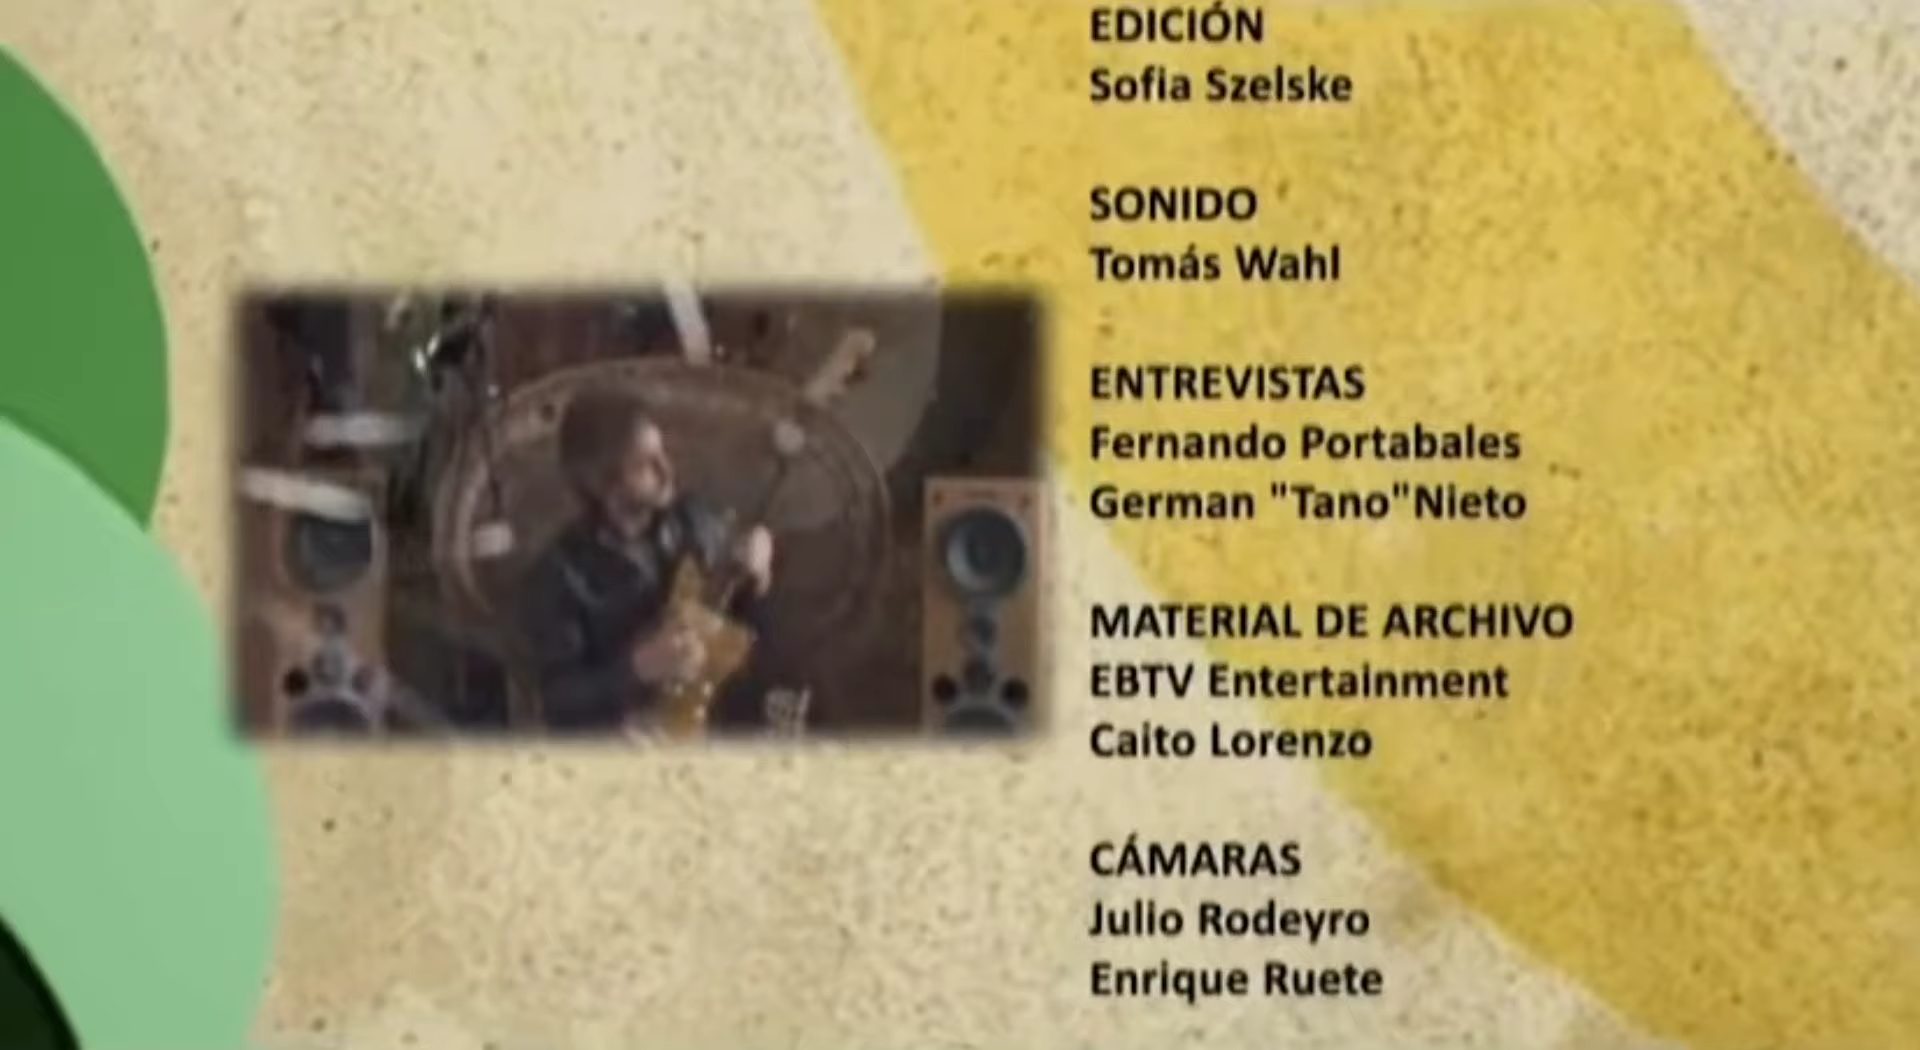 EDICIÓN
Sofia Szelske
SONIDO
Tomás Wahl
ENTREVISTAS
Fernando Portabales
German "Tano"Nieto
MATERIAL DE ARCHIVO
EBTV Entertainment
Caito Lorenzo
CÁMARAS
Julio Rodeyro
Enrique Ruete